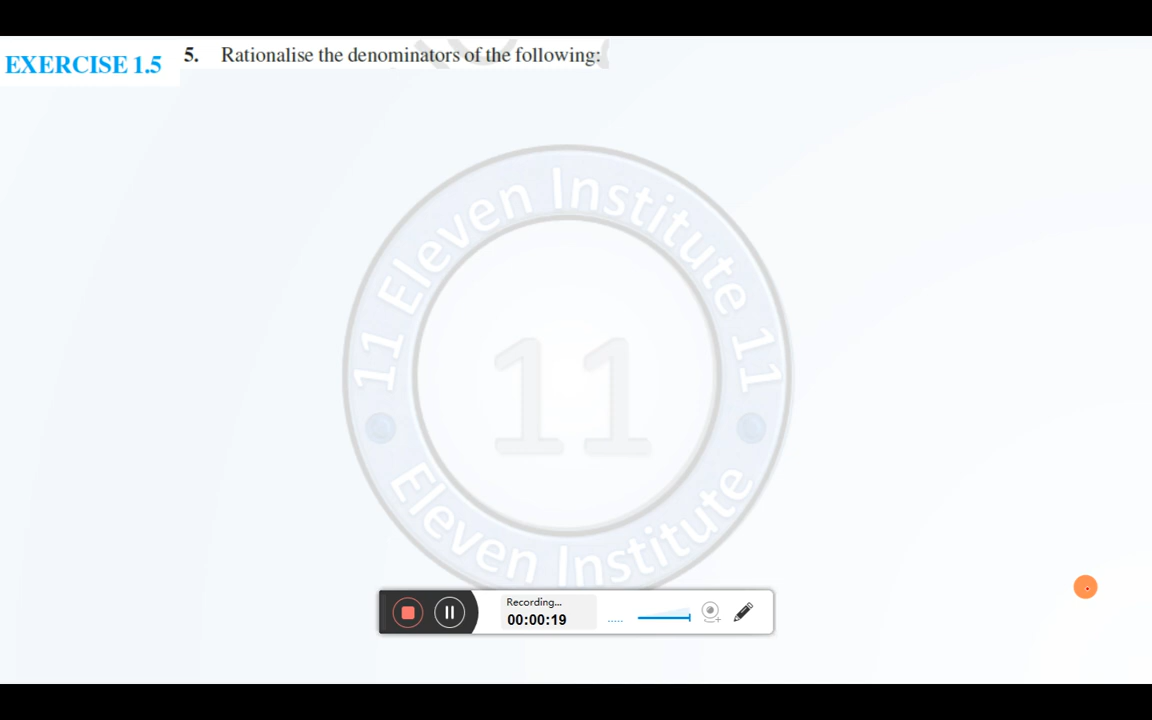 EXERCISE 1.5
5. Rationalise the denominators of the following:
11 Eleven Institute 11
11
Eleven Institute
Recording...
00:00:19